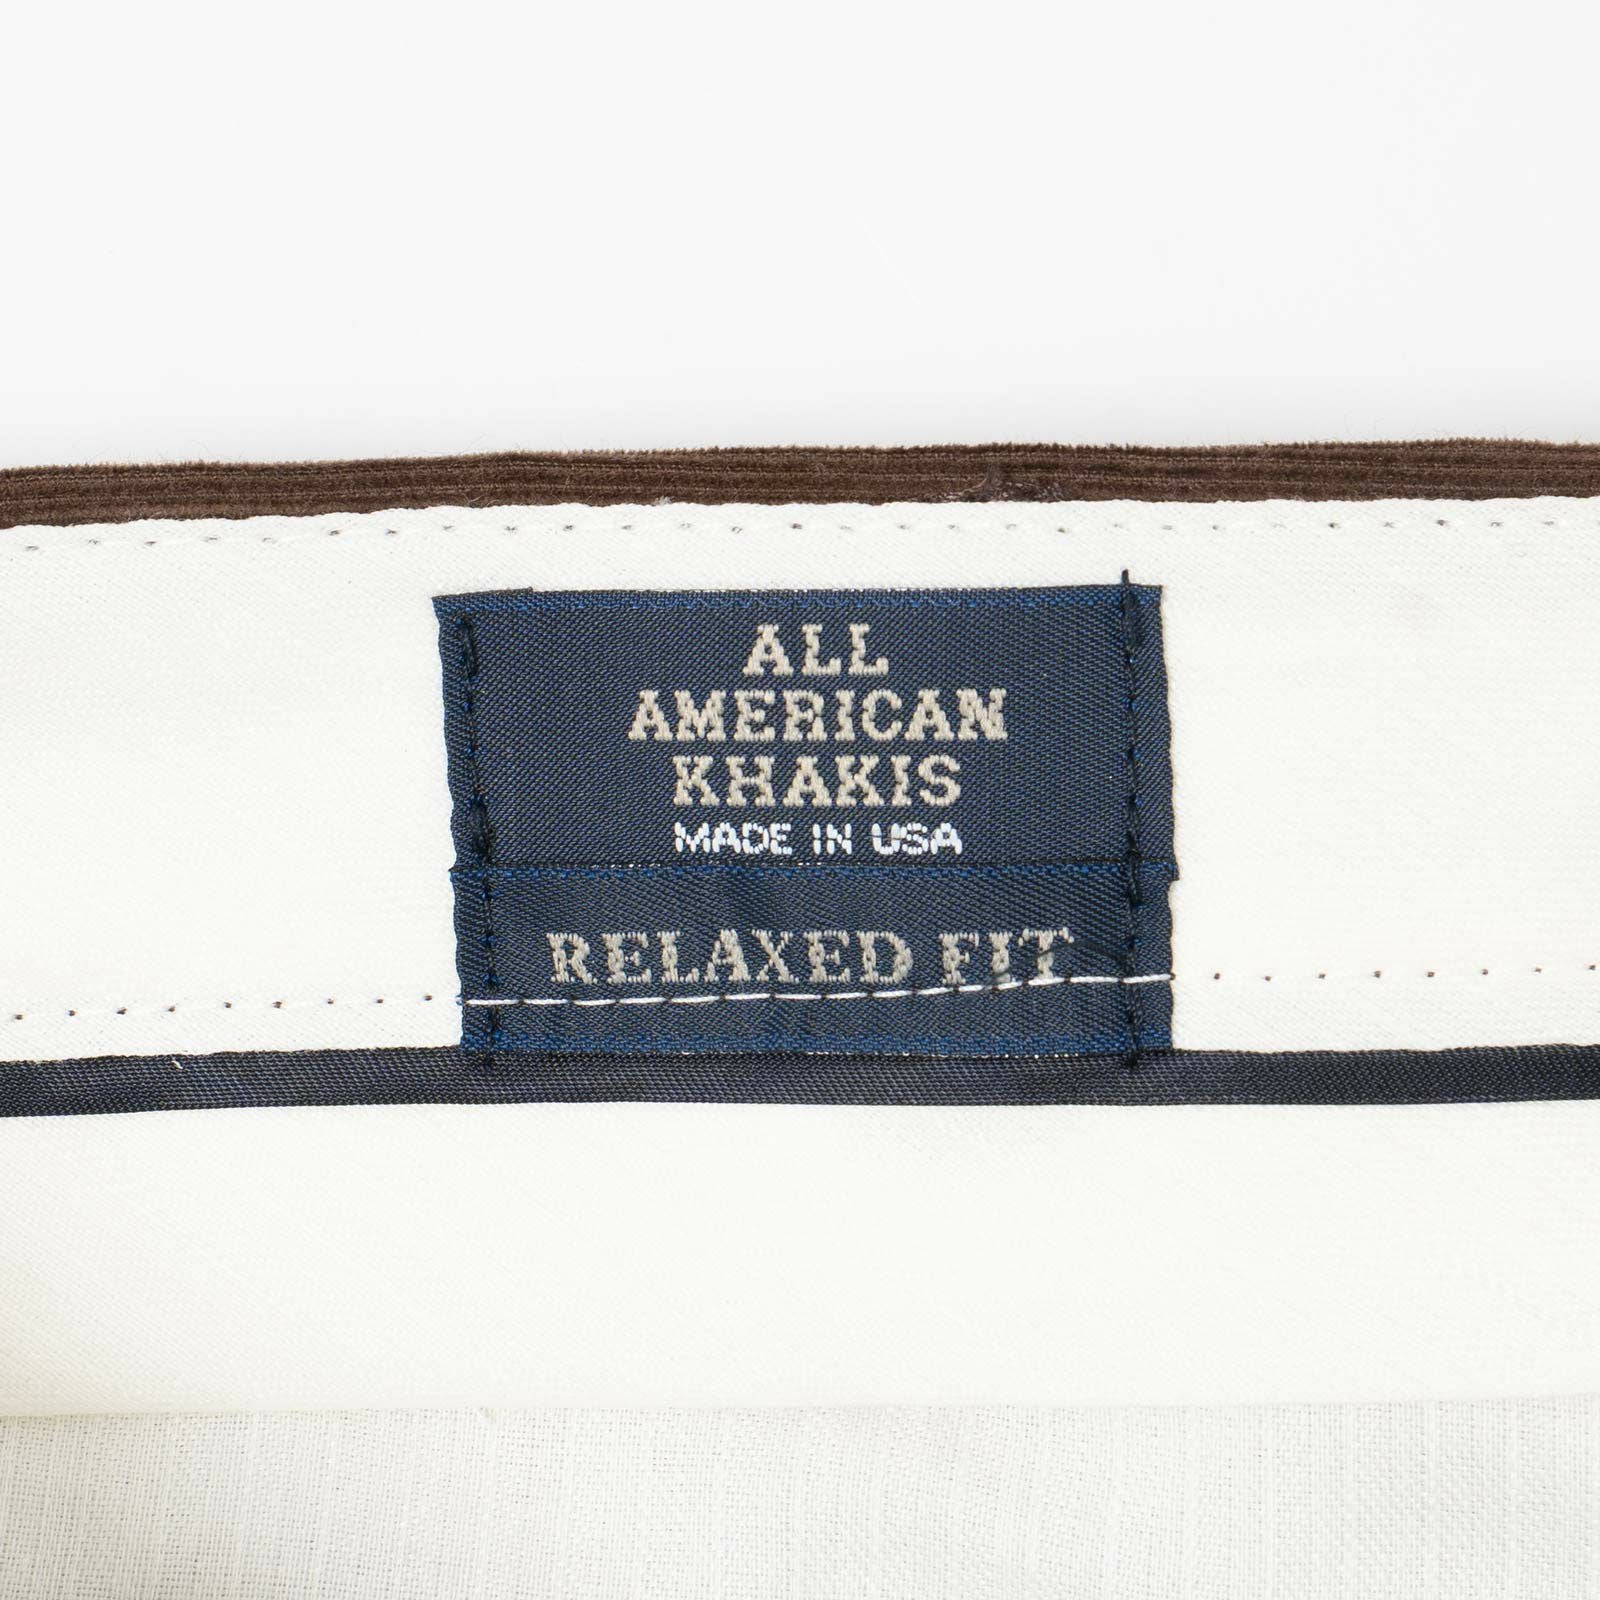 ALL
AMERICAN
KHAKIS
MADE IN USA
RELAXED FIT